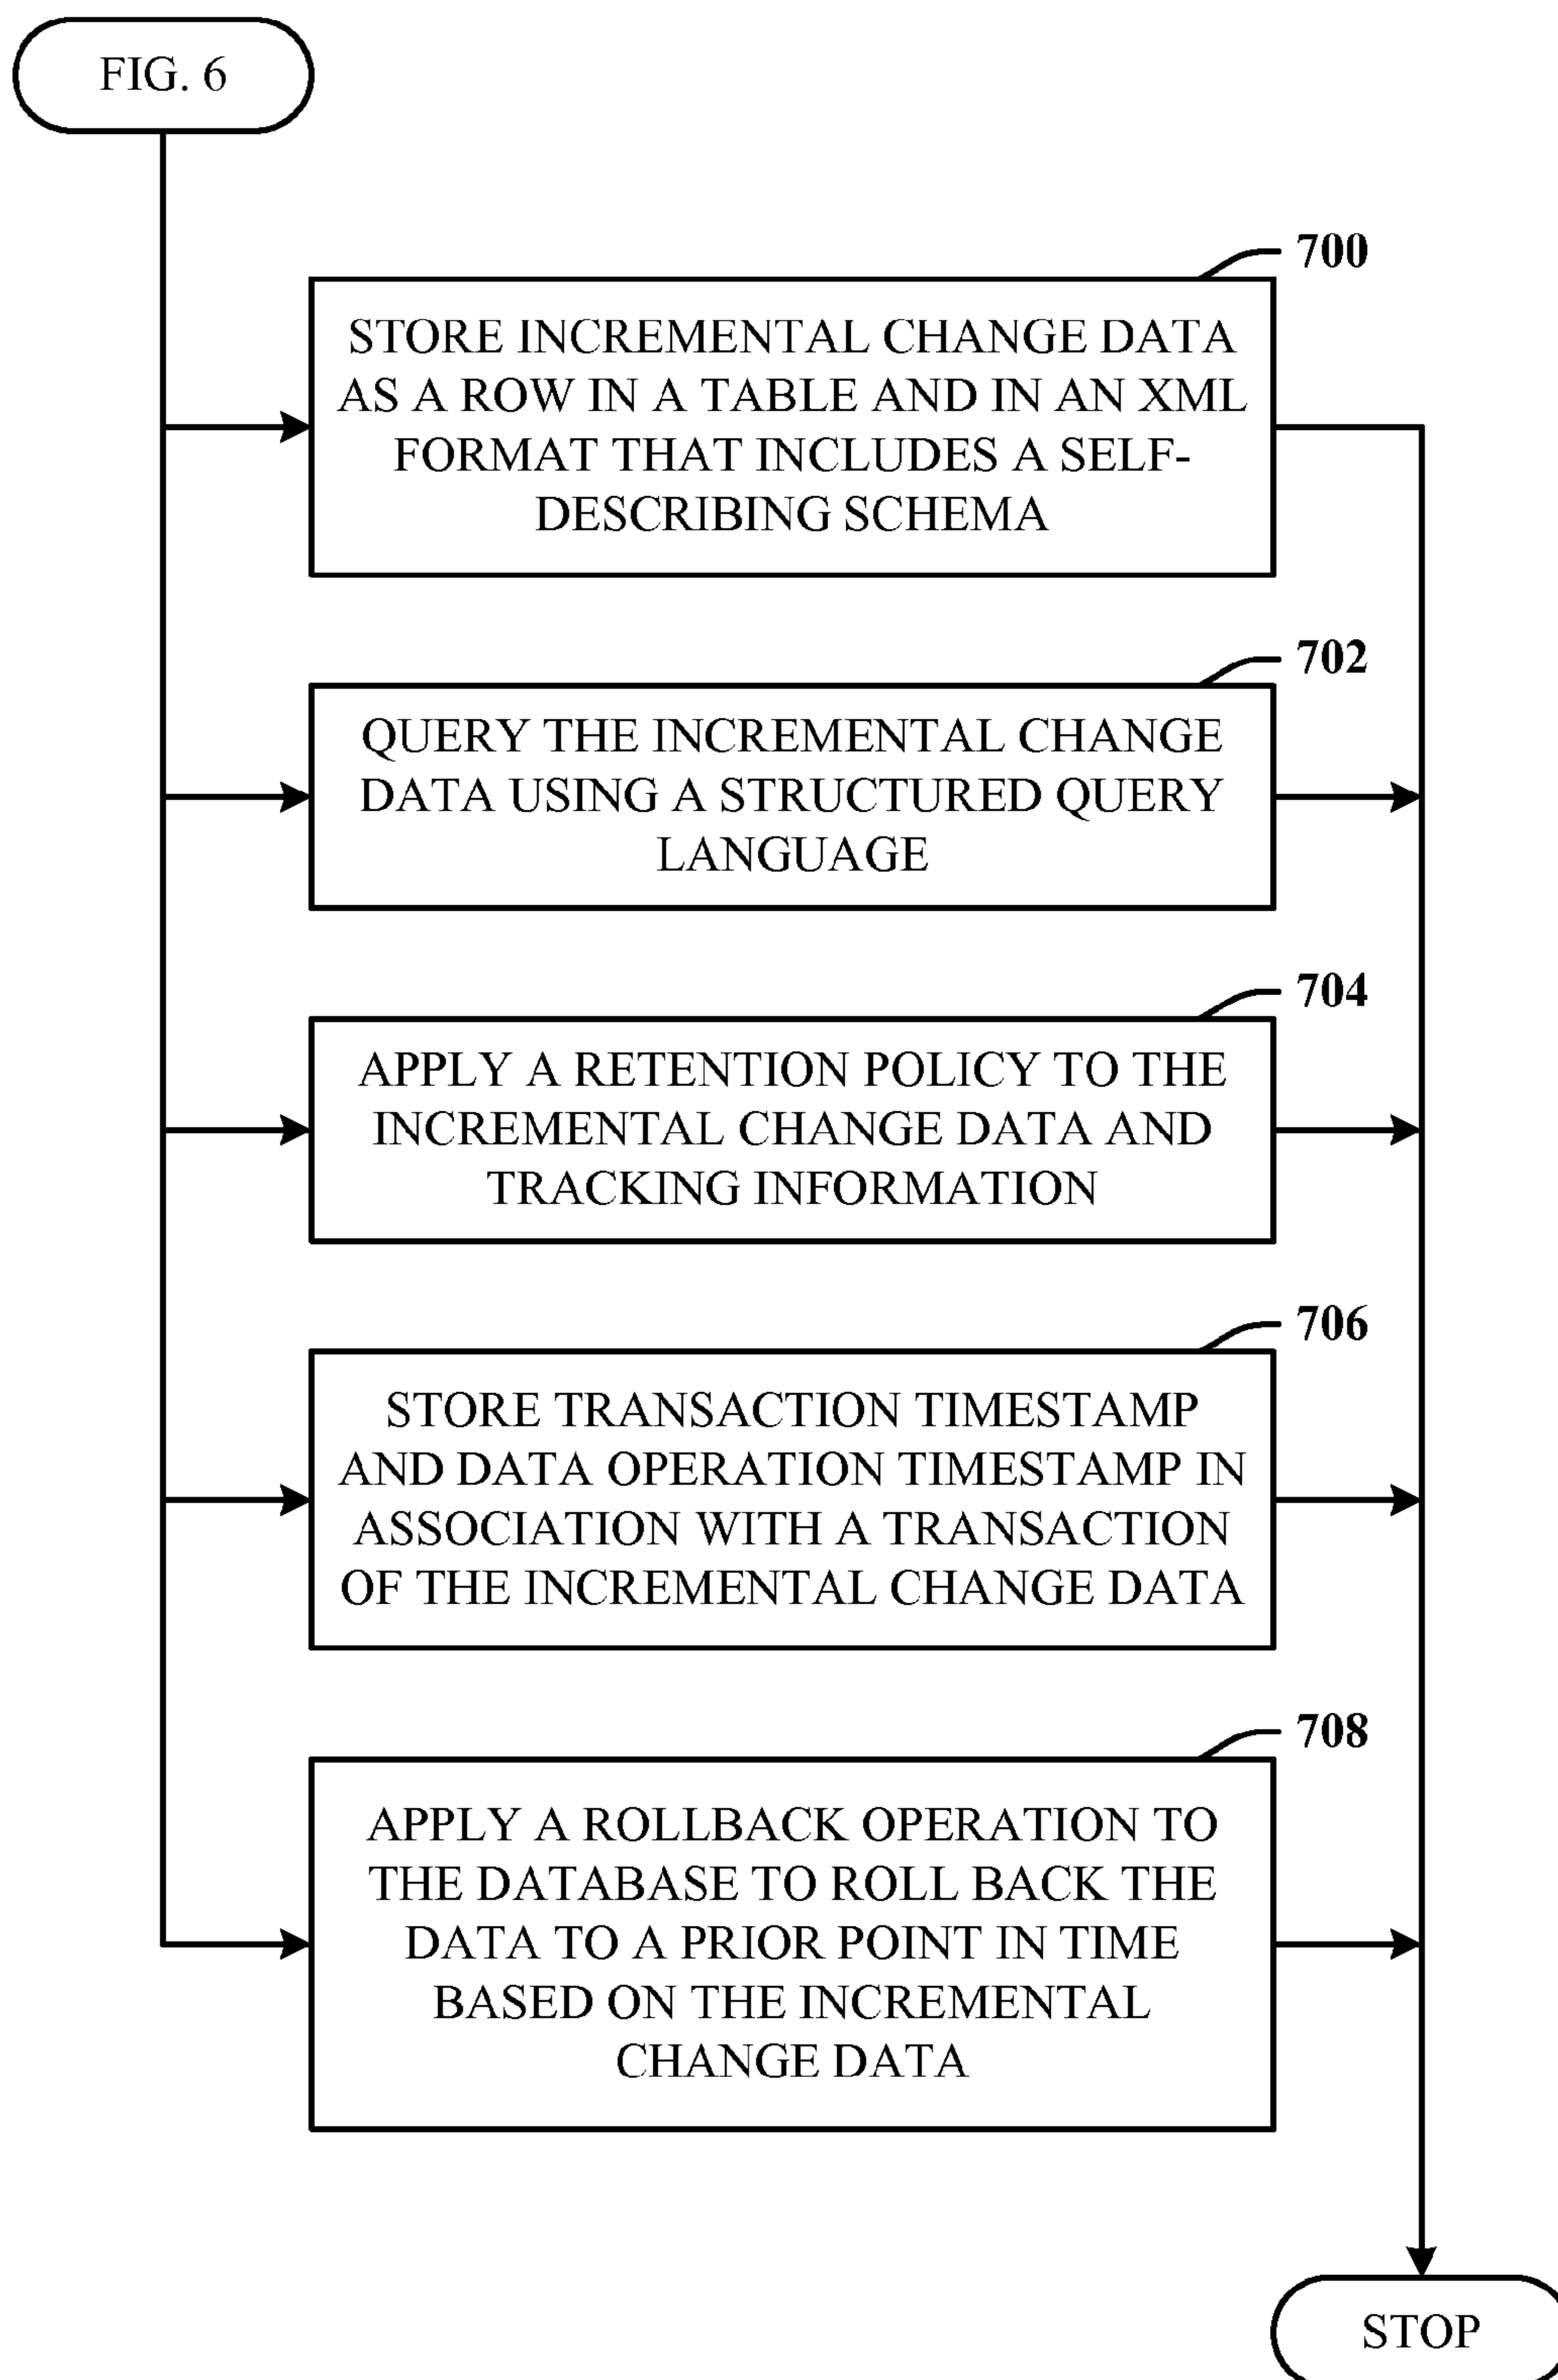 FIG. 6
700
STORE INCREMENTAL CHANGE DATA
AS A ROW IN A TABLE AND IN AN XML
FORMAT THAT INCLUDES A SELF-
DESCRIBING SCHEMA
702
QUERY THE INCREMENTAL CHANGE
DATA USING A STRUCTURED QUERY
LANGUAGE
704
APPLY A RETENTION POLICY TO THE
INCREMENTAL CHANGE DATA AND
TRACKING INFORMATION
706
STORE TRANSACTION TIMESTAMP
AND DATA OPERATION TIMESTAMP IN
ASSOCIATION WITH A TRANSACTION
OF THE INCREMENTAL CHANGE DATA
708
APPLY A ROLLBACK OPERATION TO
THE DATABASE TO ROLL BACK THE
DATA TO A PRIOR POINT IN TIME
BASED ON THE INCREMENTAL
CHANGE DATA
STOP